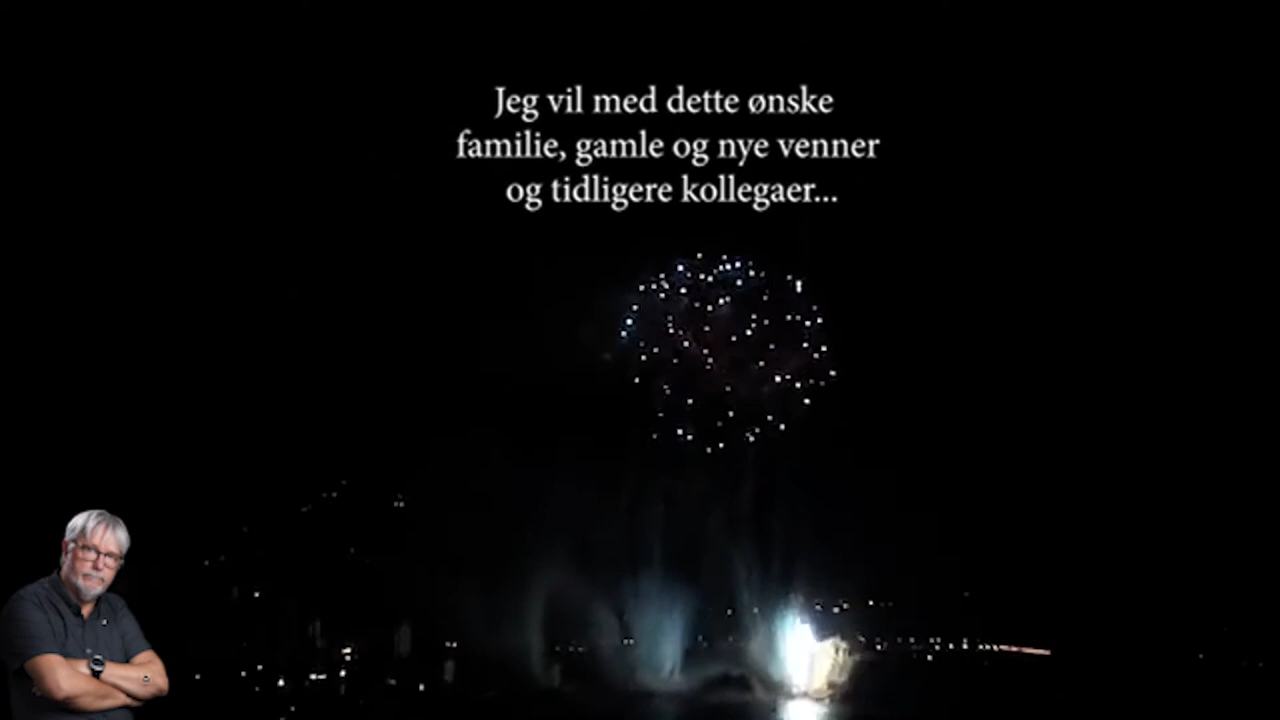 Jeg vil med dette ønske
familie, gamle og nye venner
og tidligere kollegaer...